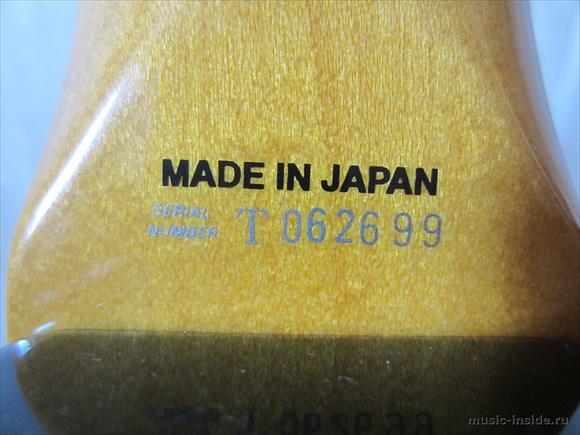 MADE IN JAPAN
SERIAL
NUMBER T 062699
music-inside.ru